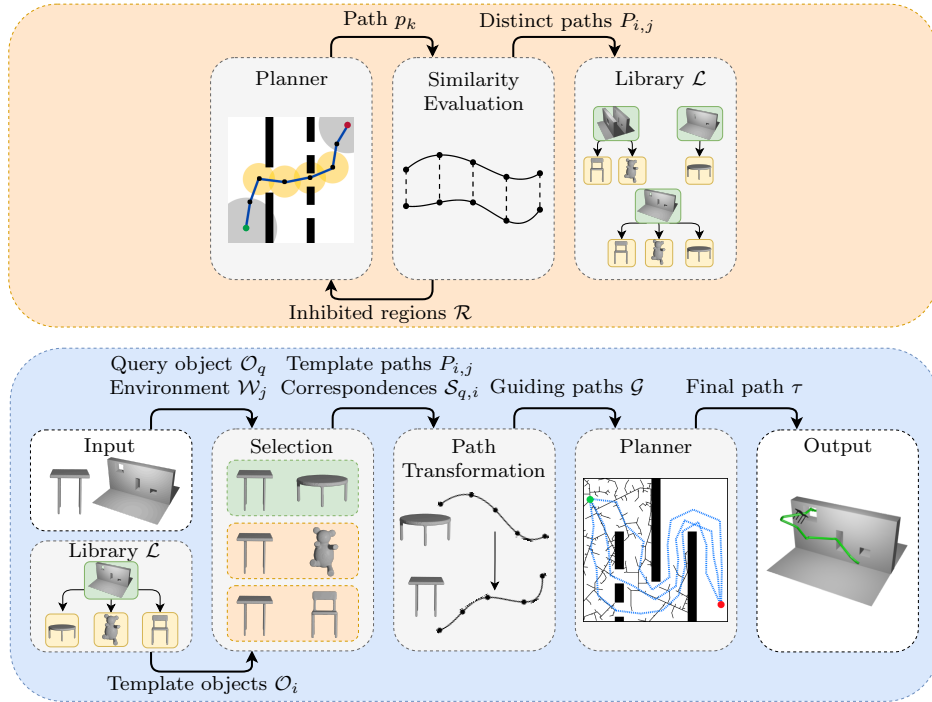 Path $p_k$
Distinct paths $P_{i,j}$
Planner
Similarity
Evaluation
Library $\mathcal{L}$
Inhibited regions $\mathcal{R}$
Query object $\mathcal{O}_q$
Environment $\mathcal{W}_j$
Template paths $P_{i,j}$
Correspondences $\mathcal{S}_{q,i}$
Guiding paths $\mathcal{G}$
Final path $\tau$
Input
Selection
Path
Transformation
Planner
Output
Library $\mathcal{L}$
Template objects $\mathcal{O}_i$